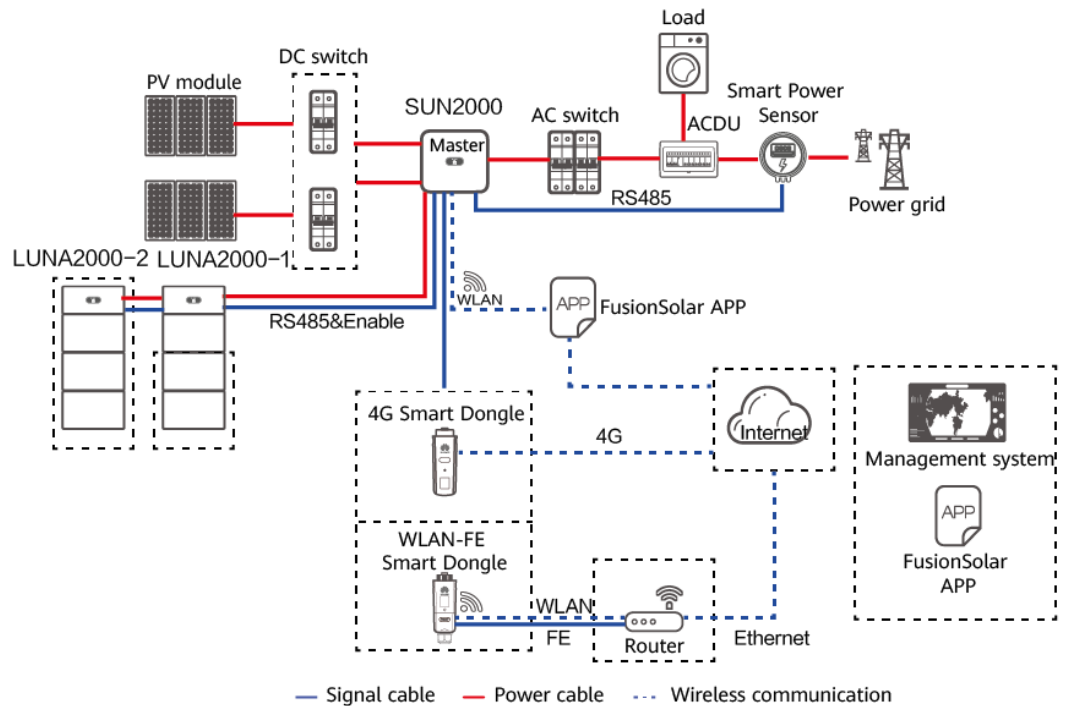 Load
DC switch
PV module
SUN2000
Smart Power
Sensor
AC switch
ACDU
Master
RS485
Power grid
LUNA2000-2
LUNA2000-1
WLAN
APP
FusionSolar APP
RS485&Enable
4G Smart Dongle
4G
Internet
Management system
APP
FusionSolar
APP
WLAN-FE
Smart Dongle
WLAN
FE
Router
Ethernet
Signal cable
Power cable
Wireless communication